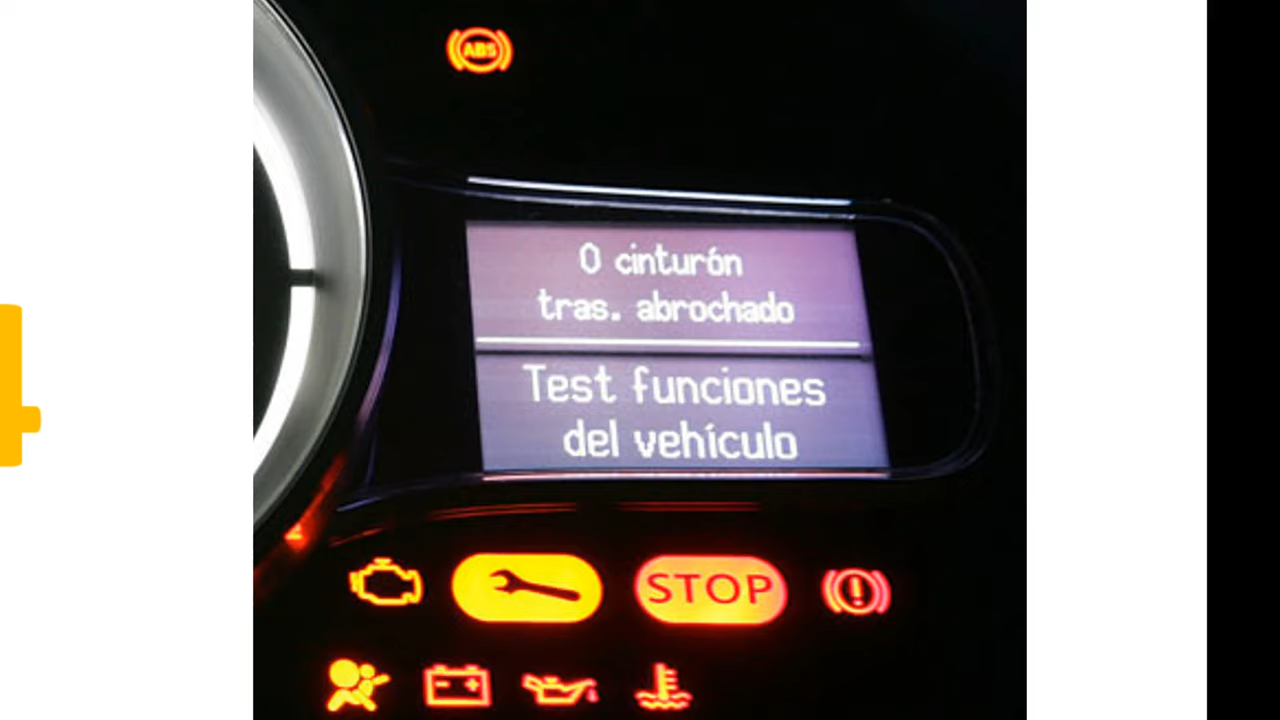 ABS
0 cinturón
tras. abrochado
Test funciones
del vehículo
STOP